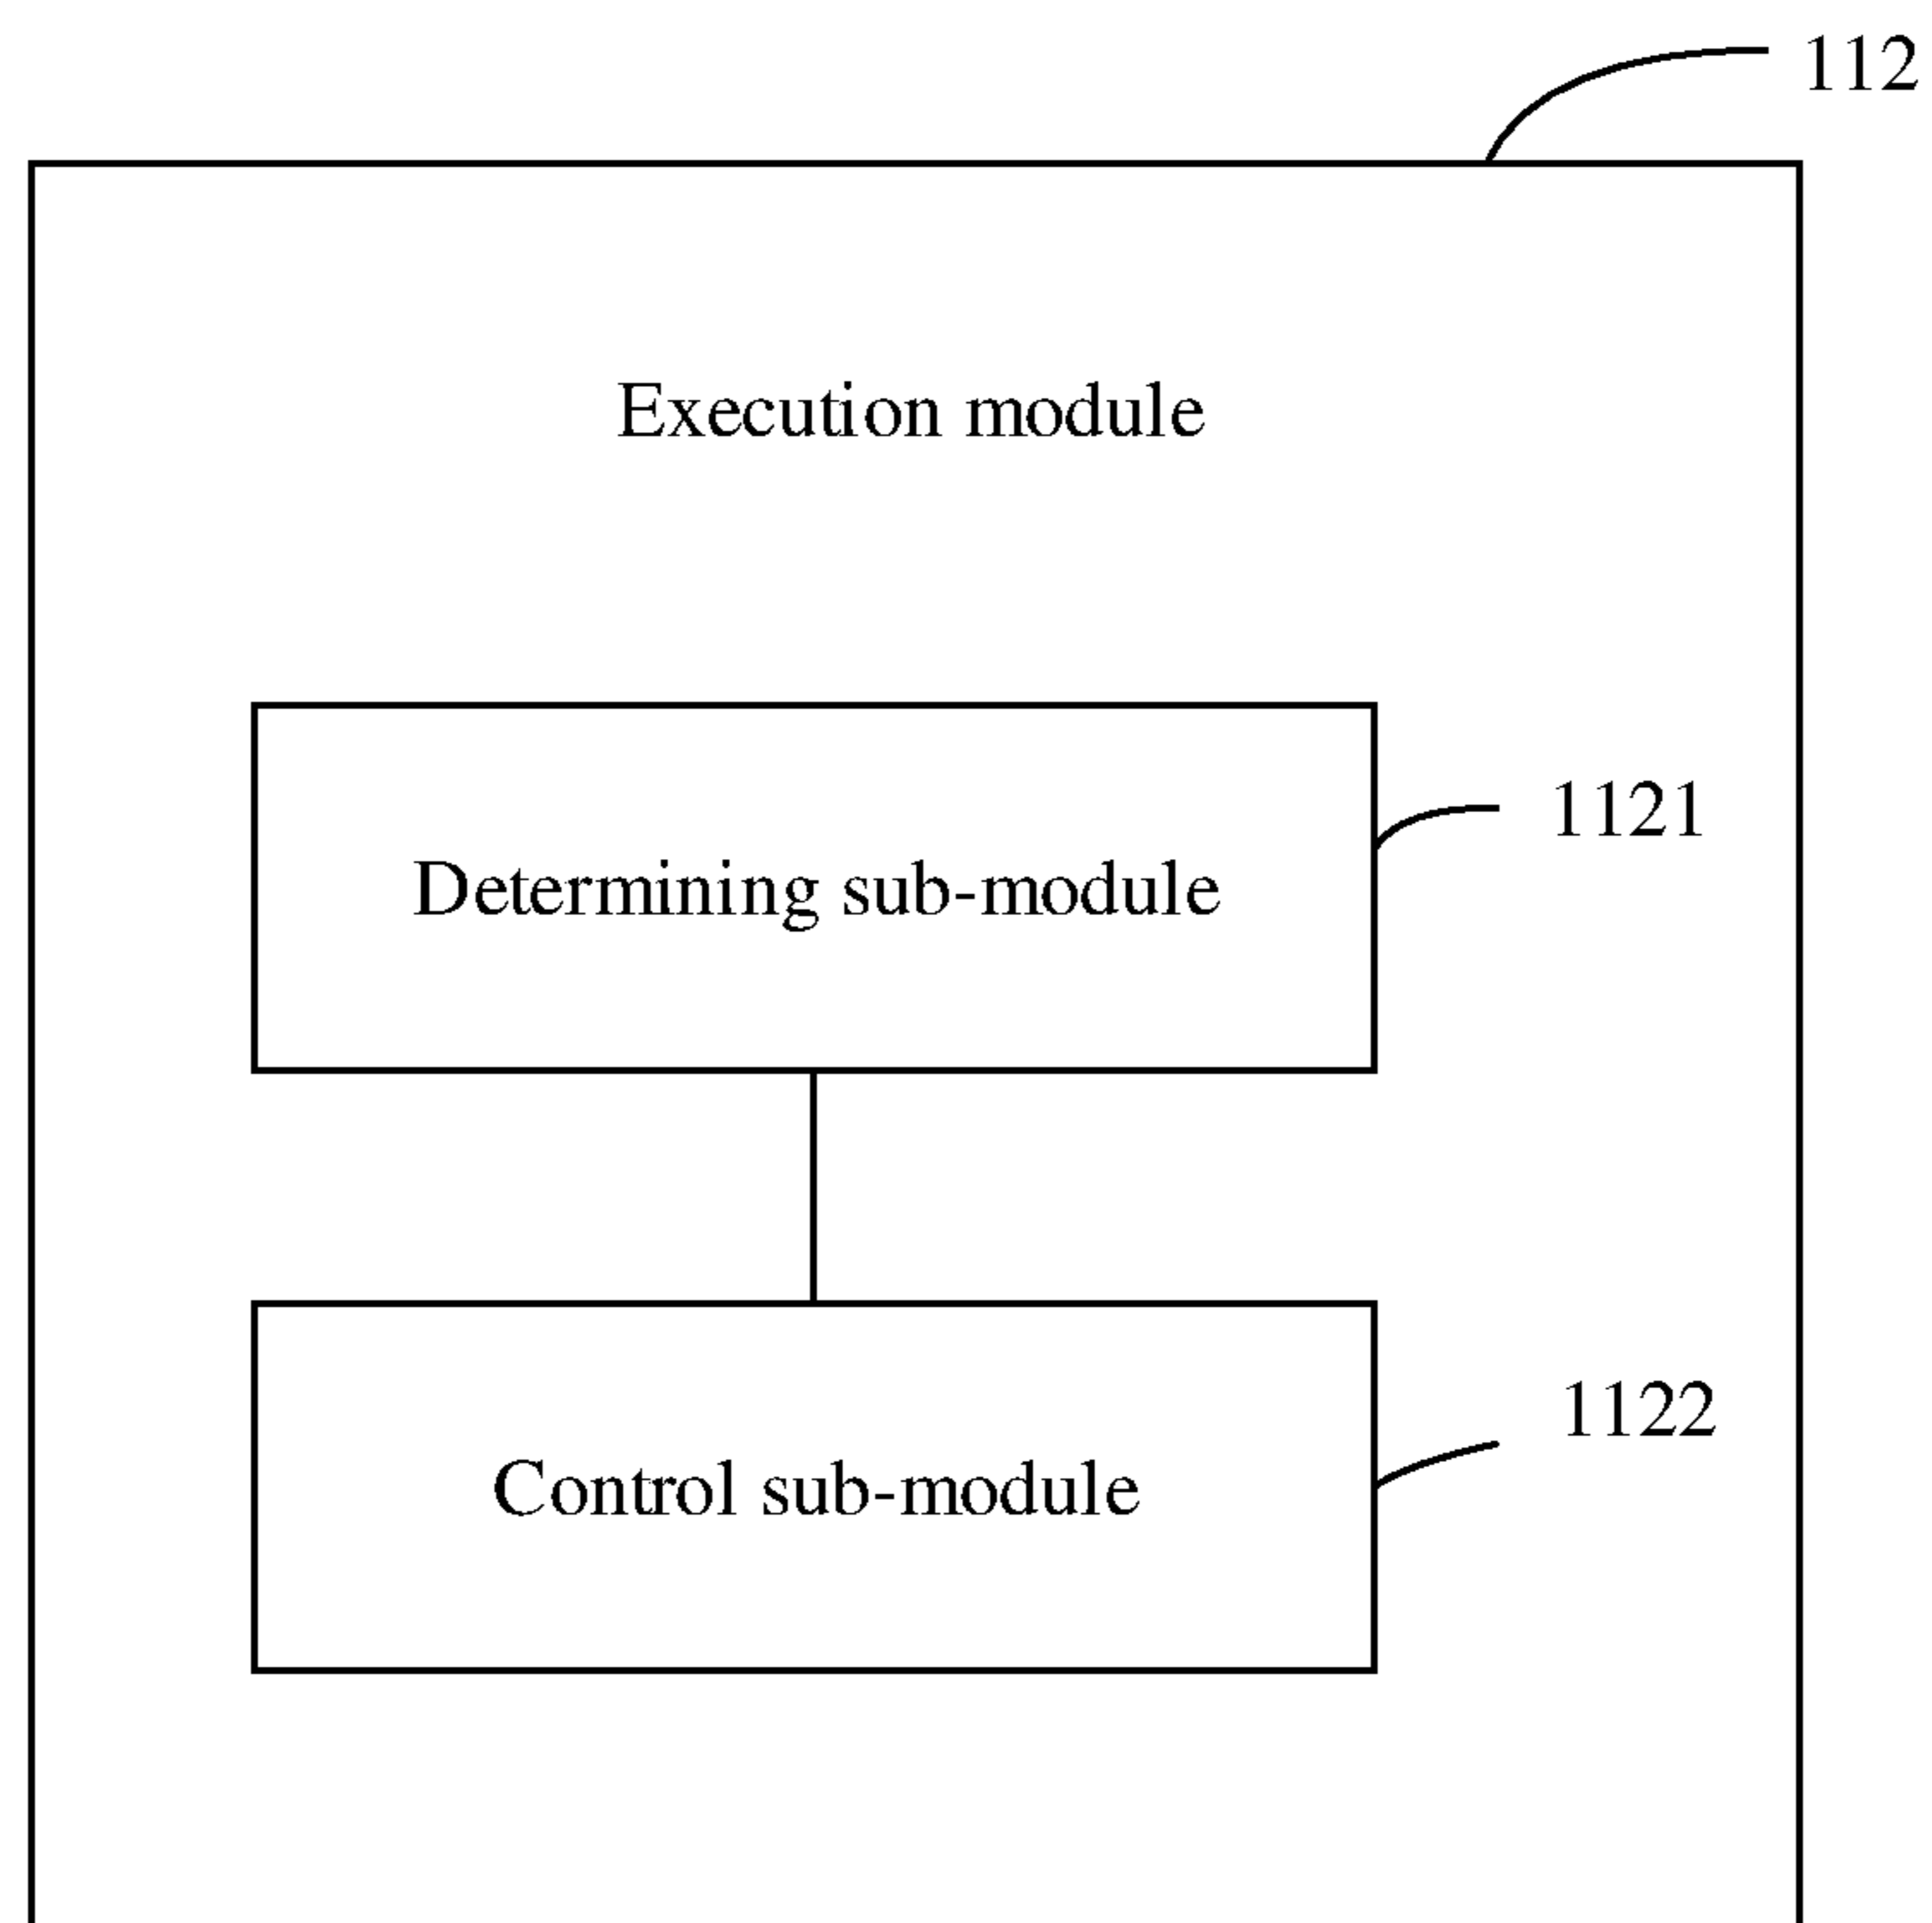 112
Execution module
1121
Determining sub-module
1122
Control sub-module